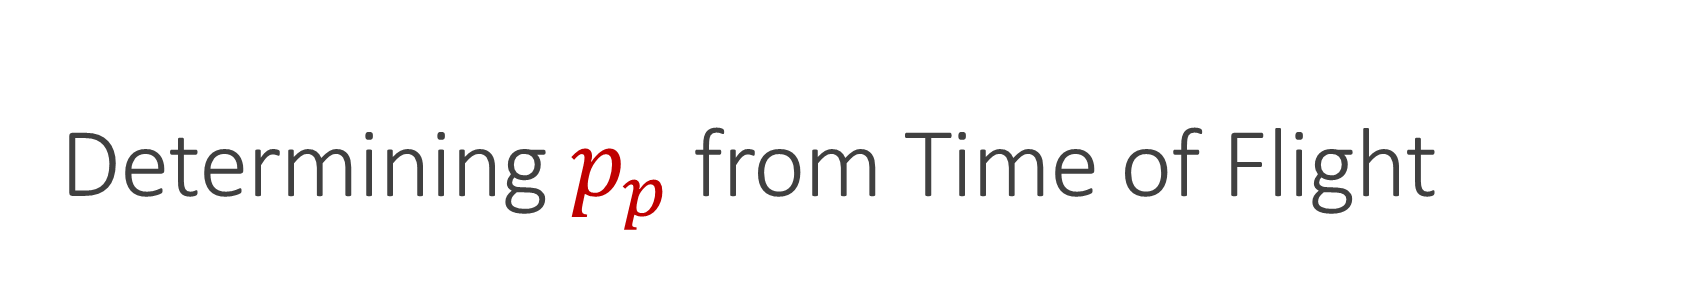 Determining $p_p$ from Time of Flight